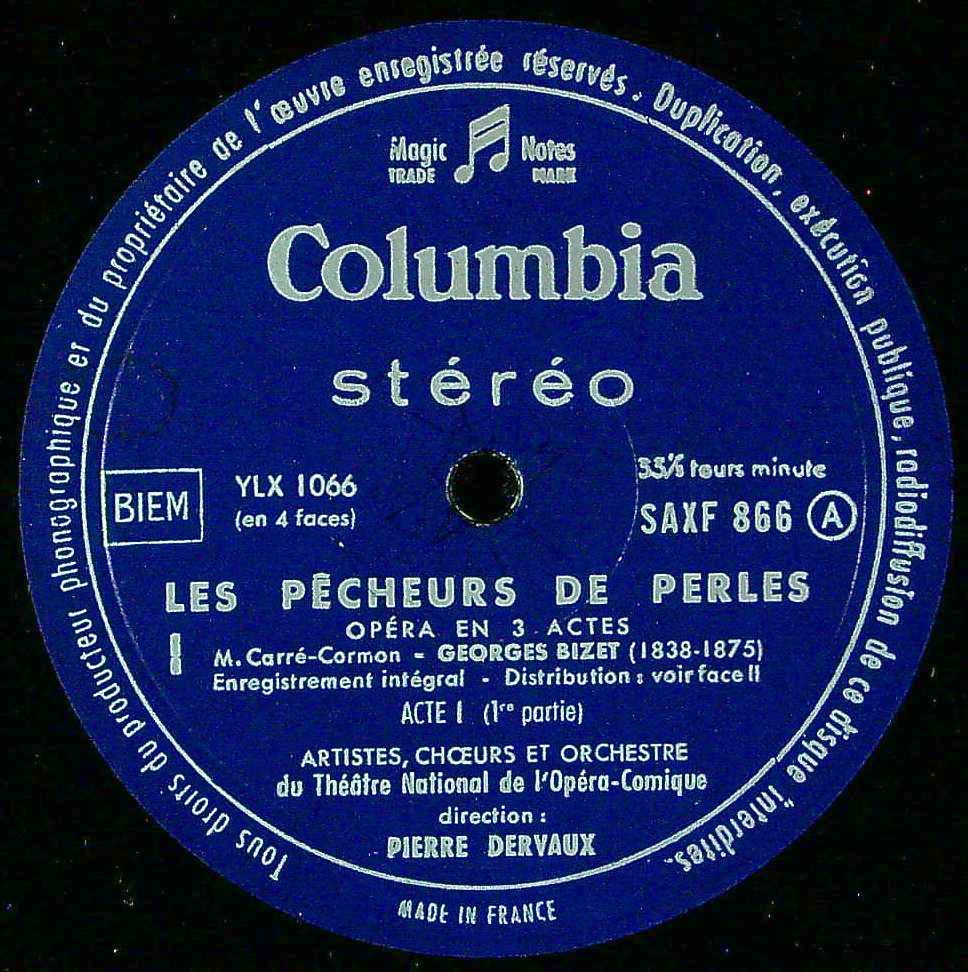 Tous droits du producteur phonographique et du propriétaire de l'œuvre enregistrée réservés. Duplication, exécution publique, radiodiffusion de ce disque interdites.
Magic Notes
TRADE MARK
Columbia
stéréo
BIEM
YLX 1066
(en 4 faces)
33⅓ tours minute
SAXF 866 A
LES PÊCHEURS DE PERLES
OPÉRA EN 3 ACTES
I
M. Carré-Cormon - GEORGES BIZET (1838-1875)
Enregistrement intégral - Distribution : voir face II
ACTE I (1re partie)
ARTISTES, CHŒURS ET ORCHESTRE
du Théâtre National de l'Opéra-Comique
direction :
PIERRE DERVAUX
MADE IN FRANCE